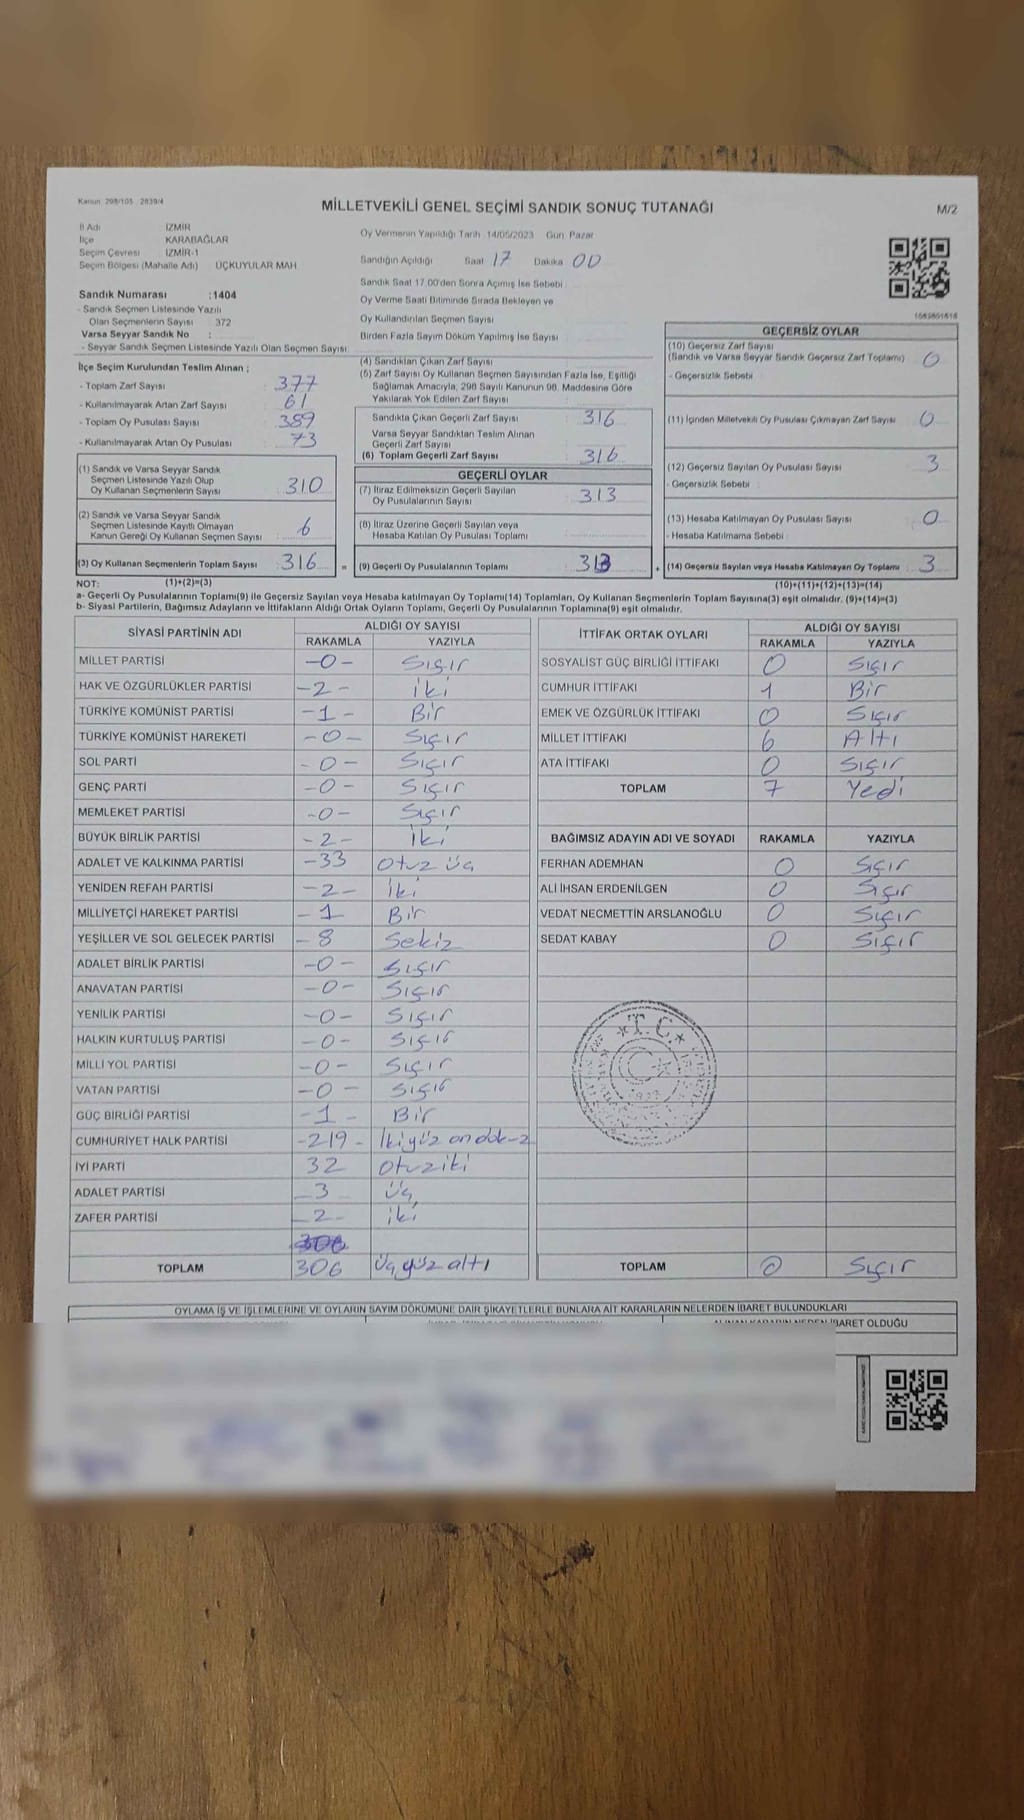 Kanun: 298/105 , 2839/4
MİLLETVEKİLİ GENEL SEÇİMİ SANDIK SONUÇ TUTANAĞI
M/2
İl Adı : İZMİR
İlçe : KARABAĞLAR
Seçim Çevresi : İZMİR-1
Seçim Bölgesi (Mahalle Adı) : ÜÇKUYULAR MAH
Sandık Numarası :1404
- Sandık Seçmen Listesinde Yazılı
Olan Seçmenlerin Sayısı : 372
Varsa Seyyar Sandık No :
- Seyyar Sandık Seçmen Listesinde Yazılı Olan Seçmen Sayısı:
Oy Vermenin Yapıldığı Tarih :14/05/2023 Gün: Pazar
Sandığın Açıldığı Saat 17 Dakika 00
Sandık Saat 17.00'den Sonra Açımış İse Sebebi
Oy Verme Saati Bitiminde Sırada Bekleyen ve
Oy Kullandırılan Seçmen Sayısı
Birden Fazla Sayım Döküm Yapılmış İse Sayısı
İlçe Seçim Kurulundan Teslim Alınan ;
- Toplam Zarf Sayısı 377
- Kullanılmayarak Artan Zarf Sayısı 61
- Toplam Oy Pusulası Sayısı 389
- Kullanılmayarak Artan Oy Pusulası 73
(1) Sandık ve Varsa Seyyar Sandık
Seçmen Listesinde Yazılı Olup
Oy Kullanan Seçmenlerin Sayısı 310
(2) Sandık ve Varsa Seyyar Sandık
Seçmen Listesinde Kayıtlı Olmayan
Kanun Gereği Oy Kullanan Seçmen Sayısı 6
(3) Oy Kullanan Seçmenlerin Toplam Sayısı 316
(4) Sandıktan Çıkan Zarf Sayısı
(5) Zarf Sayısı Oy Kullanan Seçmen Sayısından Fazla İse, Eşitliği
Sağlamak Amacıyla, 298 Sayılı Kanunun 98. Maddesine Göre
Yakılarak Yok Edilen Zarf Sayısı
Sandıkta Çıkan Geçerli Zarf Sayısı 316
Varsa Seyyar Sandıktan Teslim Alınan
Geçerli Zarf Sayısı
(6) Toplam Geçerli Zarf Sayısı 316
GEÇERLİ OYLAR
(7) İtiraz Edilmeksizin Geçerli Sayılan
Oy Pusulalarının Sayısı 313
(8) İtiraz Üzerine Geçerli Sayılan veya
Hesaba Katılan Oy Pusulası Toplamı
= (9) Geçerli Oy Pusulalarının Toplamı 313 +
1083801618
GEÇERSİZ OYLAR
(10) Geçersiz Zarf Sayısı
(Sandık ve Varsa Seyyar Sandık Geçersiz Zarf Toplamı) 0
- Geçersizlik Sebebi
(11) İçinden Milletvekili Oy Pusulası Çıkmayan Zarf Sayısı 0
(12) Geçersiz Sayılan Oy Pusulası Sayısı 3
- Geçersizlik Sebebi
(13) Hesaba Katılmayan Oy Pusulası Sayısı 0
- Hesaba Katılmama Sebebi
(14) Geçersiz Sayılan veya Hesaba Katılmayan Oy Toplamı 3
NOT: (1)+(2)=(3) (10)+(11)+(12)+(13)=(14)
a- Geçerli Oy Pusulalarının Toplamı(9) ile Geçersiz Sayılan veya Hesaba katılmayan Oy Toplamı(14) Toplamları, Oy Kullanan Seçmenlerin Toplam Sayısına(3) eşit olmalıdır. (9)+(14)=(3)
b- Siyasi Partilerin, Bağımsız Adayların ve İttifakların Aldığı Ortak Oyların Toplamı, Geçerli Oy Pusulalarının Toplamına(9) eşit olmalıdır.
SİYASİ PARTİNİN ADI ALDIĞI OY SAYISI
RAKAMLA YAZIYLA
MİLLET PARTİSİ -0- Sıçır
HAK VE ÖZGÜRLÜKLER PARTİSİ -2- iki
TÜRKİYE KOMÜNİST PARTİSİ -1- Bir
TÜRKİYE KOMÜNİST HAREKETİ -0- Sıçır
SOL PARTİ -0- Sıçır
GENÇ PARTİ -0- Sıçır
MEMLEKET PARTİSİ -0- Sıçır
BÜYÜK BİRLİK PARTİSİ -2- iki
ADALET VE KALKINMA PARTİSİ -33 Otuz üç
YENİDEN REFAH PARTİSİ -2- iki
MİLLİYETÇİ HAREKET PARTİSİ -1 Bir
YEŞİLLER VE SOL GELECEK PARTİSİ -8 Sekiz
ADALET BİRLİK PARTİSİ -0- Sıçır
ANAVATAN PARTİSİ -0- Sıçır
YENİLİK PARTİSİ -0- Sıçır
HALKIN KURTULUŞ PARTİSİ -0- Sıçır
MİLLİ YOL PARTİSİ -0- Sıçır
VATAN PARTİSİ -0- Sıçır
GÜÇ BİRLİĞİ PARTİSİ -1- Bir
CUMHURİYET HALK PARTİSİ -219- İkiyüz on dok-z
İYİ PARTİ 32 Otuziki
ADALET PARTİSİ -3 üç
ZAFER PARTİSİ -2- iki
306
TOPLAM 306 üçyüz altı
İTTİFAK ORTAK OYLARI ALDIĞI OY SAYISI
RAKAMLA YAZIYLA
SOSYALİST GÜÇ BİRLİĞİ İTTİFAKI 0 Sıçır
CUMHUR İTTİFAKI 1 Bir
EMEK VE ÖZGÜRLÜK İTTİFAKI 0 Sıçır
MİLLET İTTİFAKI 6 Altı
ATA İTTİFAKI 0 Sıçır
TOPLAM 7 Yedi
BAĞIMSIZ ADAYIN ADI VE SOYADI RAKAMLA YAZIYLA
FERHAN ADEMHAN 0 Sıçır
ALİ İHSAN ERDENİLGEN 0 Sıçır
VEDAT NECMETTİN ARSLANOĞLU 0 Sıçır
SEDAT KABAY 0 Sıçır
T.C.
TOPLAM 0 Sıçır
OYLAMA İŞ VE İŞLEMLERİNE VE OYLARIN SAYIM DÖKÜMÜNE DAİR ŞİKAYETLERLE BUNLARA AİT KARARLARIN NELERDEN İBARET BULUNDUKLARI
ALINAN KARARIN NEDEN İBARET OLDUĞU